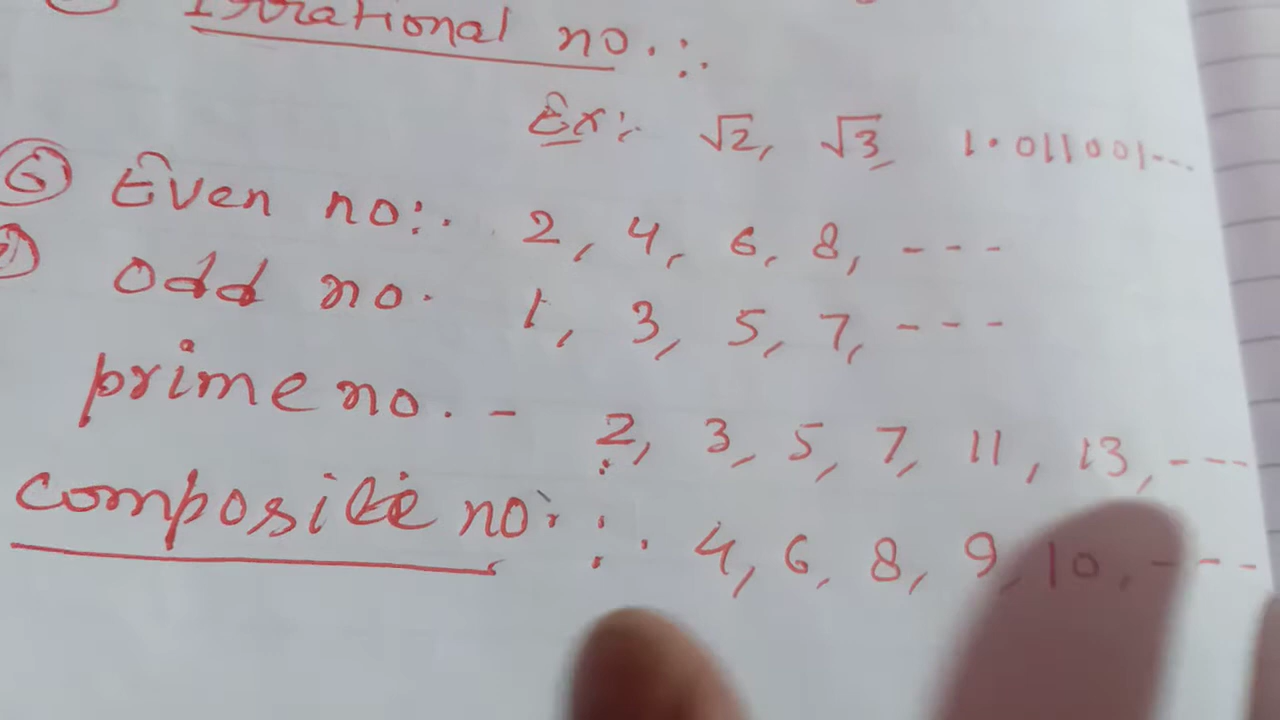 Irrational no. :.
Ex:- √2, √3, 1.011001---
6 Even no:. 2, 4, 6, 8, ---
odd no. 1, 3, 5, 7, ---
prime no. - 2, 3, 5, 7, 11, 13, ---
composite no. :. 4, 6, 8, 9, 10, ---